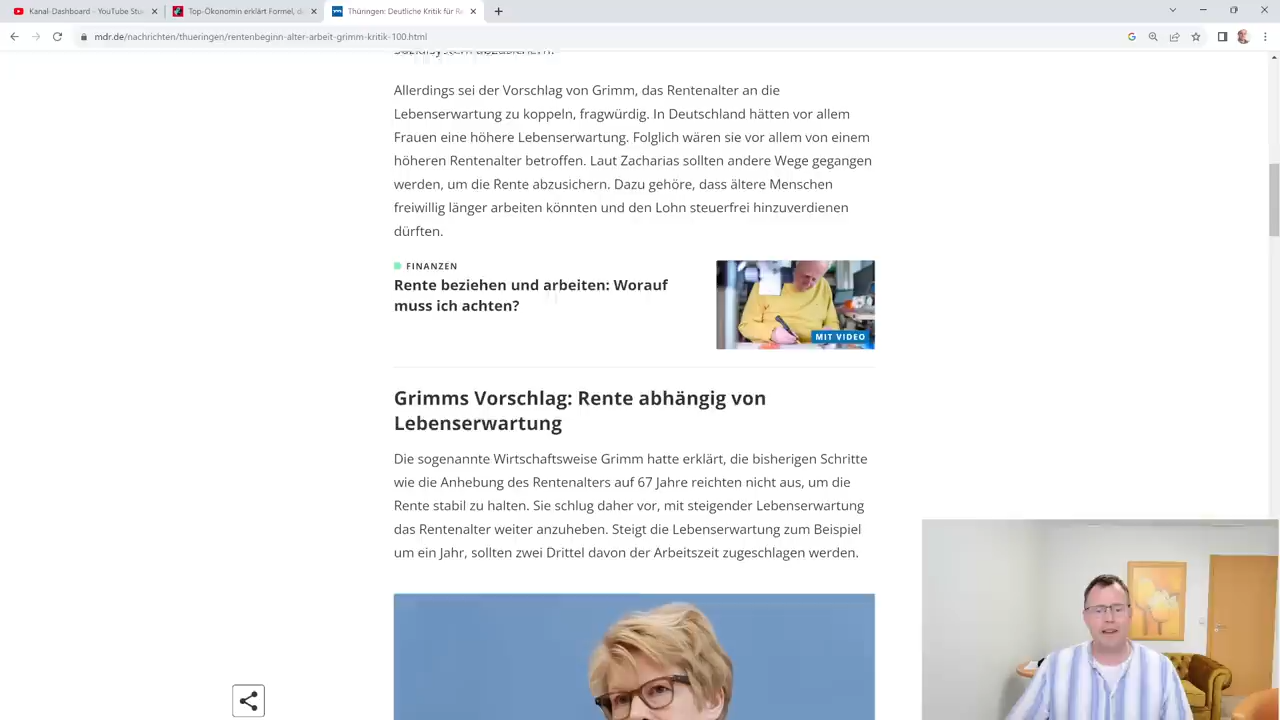 Kanal-Dashboard - YouTube Stu
Top-Ökonomin erklärt Formel, di
Thüringen: Deutliche Kritik für Re
mdr.de/nachrichten/thueringen/rentenbeginn-alter-arbeit-grimm-kritik-100.html
Allerdings sei der Vorschlag von Grimm, das Rentenalter an die
Lebenserwartung zu koppeln, fragwürdig. In Deutschland hätten vor allem
Frauen eine höhere Lebenserwartung. Folglich wären sie vor allem von einem
höheren Rentenalter betroffen. Laut Zacharias sollten andere Wege gegangen
werden, um die Rente abzusichern. Dazu gehöre, dass ältere Menschen
freiwillig länger arbeiten könnten und den Lohn steuerfrei hinzuverdienen
dürften.
FINANZEN
Rente beziehen und arbeiten: Worauf
muss ich achten?
MIT VIDEO
Grimms Vorschlag: Rente abhängig von
Lebenserwartung
Die sogenannte Wirtschaftsweise Grimm hatte erklärt, die bisherigen Schritte
wie die Anhebung des Rentenalters auf 67 Jahre reichten nicht aus, um die
Rente stabil zu halten. Sie schlug daher vor, mit steigender Lebenserwartung
das Rentenalter weiter anzuheben. Steigt die Lebenserwartung zum Beispiel
um ein Jahr, sollten zwei Drittel davon der Arbeitszeit zugeschlagen werden.